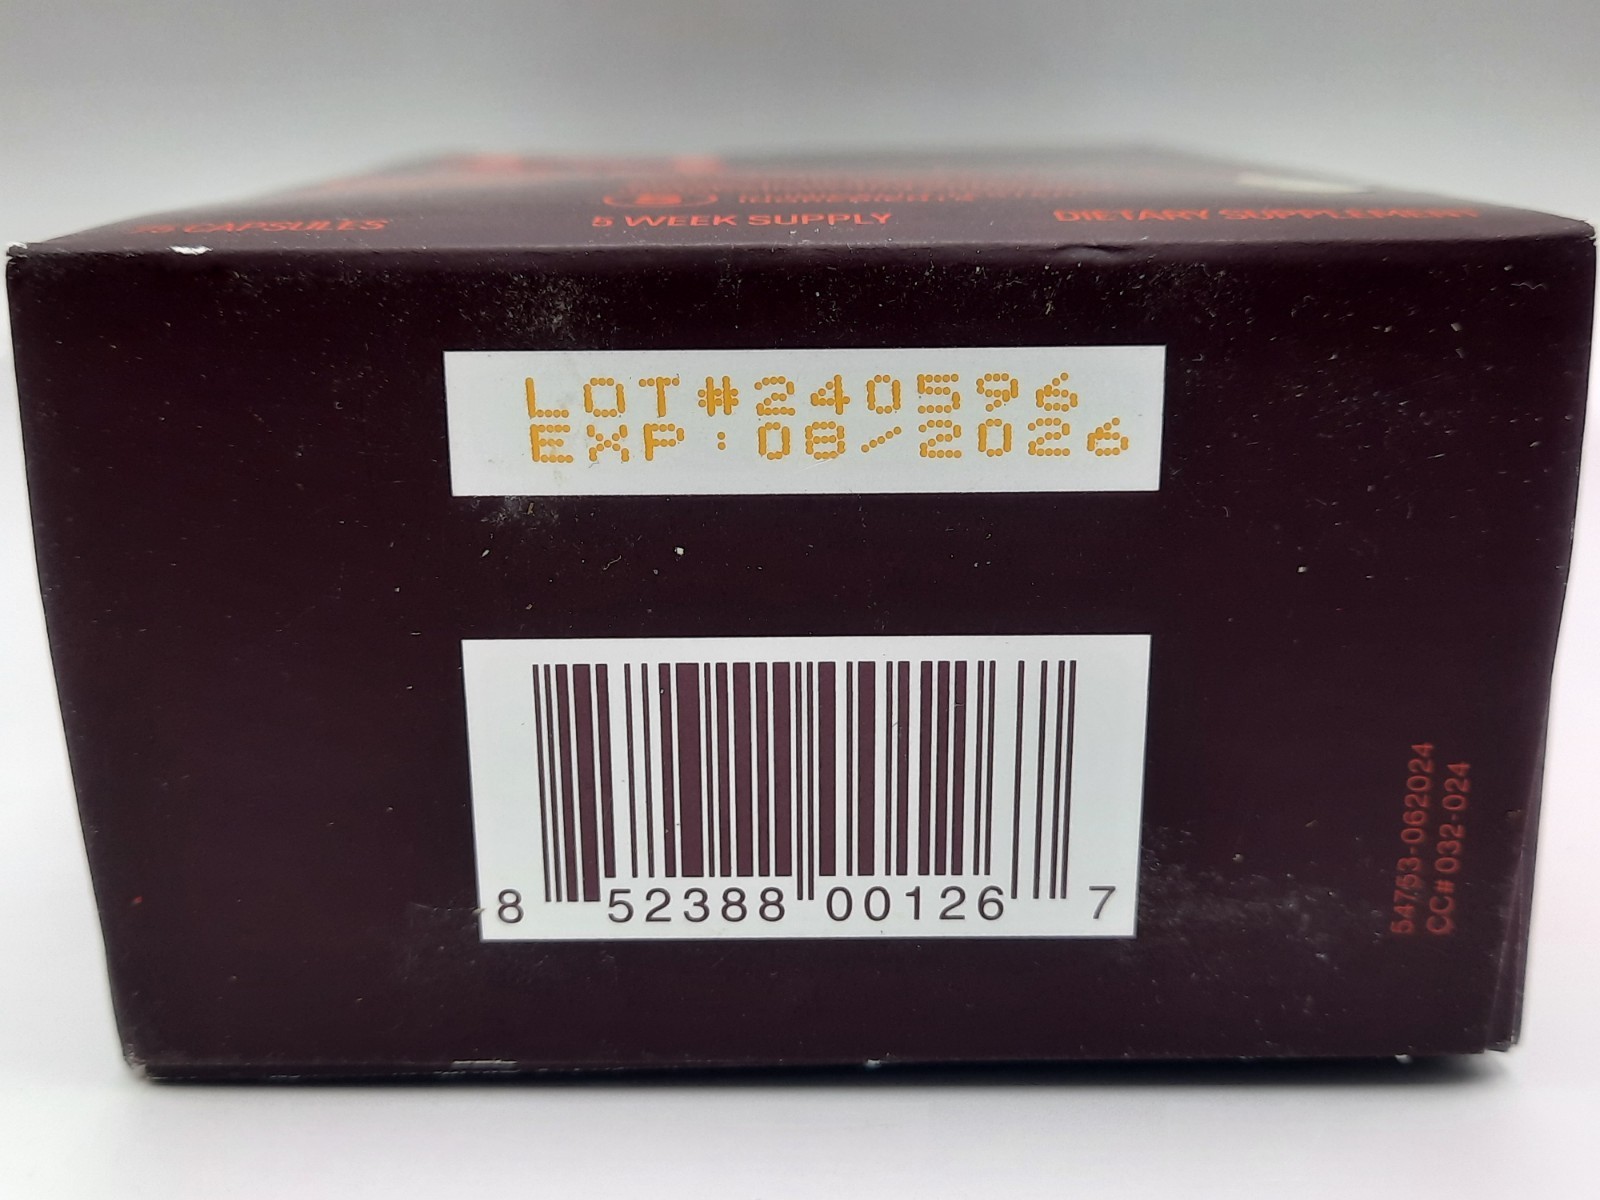 CAPSULES
5 WEEK SUPPLY
DIETARY SUPPLEMENT
LOT#240596
EXP:08/2026
8 52388 00126 7
54753-062024
CC# 032-024